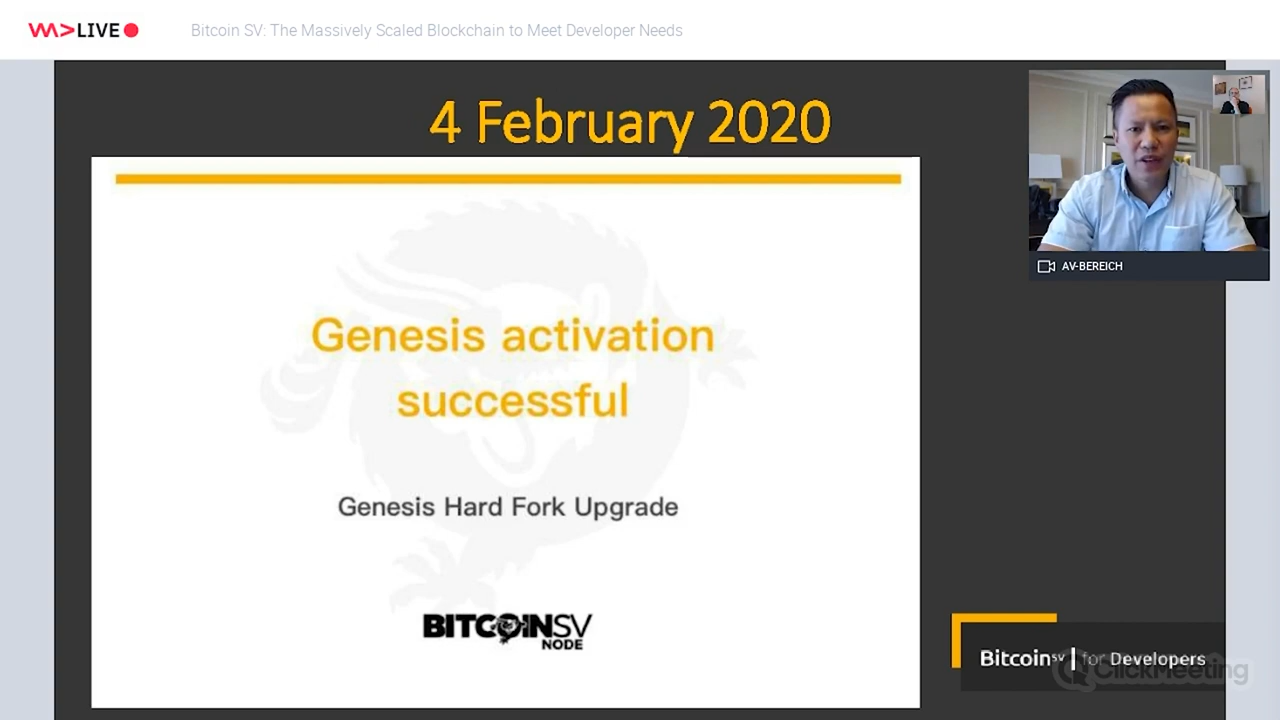 VM>LIVE
Bitcoin SV: The Massively Scaled Blockchain to Meet Developer Needs
4 February 2020
AV-BEREICH
Genesis activation
successful
Genesis Hard Fork Upgrade
BITCOINSV
NODE
Bitcoin SV | for Developers
ClickMeeting